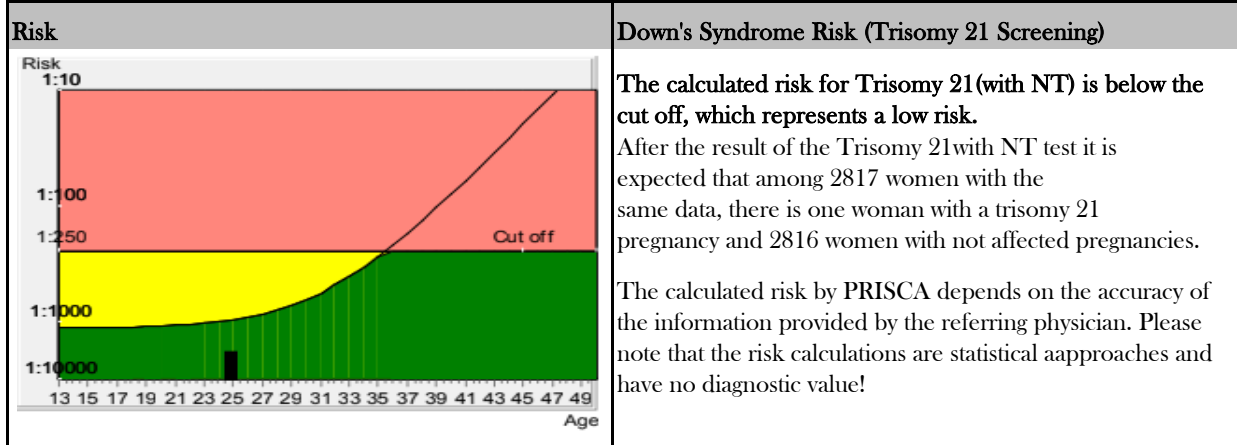 Risk
Risk
1:10
1:100
1:250
Cut off
1:1000
1:10000
13 15 17 19 21 23 25 27 29 31 33 35 37 39 41 43 45 47 49
Age
Down's Syndrome Risk (Trisomy 21 Screening)
The calculated risk for Trisomy 21(with NT) is below the
cut off, which represents a low risk.
After the result of the Trisomy 21with NT test it is
expected that among 2817 women with the
same data, there is one woman with a trisomy 21
pregnancy and 2816 women with not affected pregnancies.
The calculated risk by PRISCA depends on the accuracy of
the information provided by the referring physician. Please
note that the risk calculations are statistical aapproaches and
have no diagnostic value!